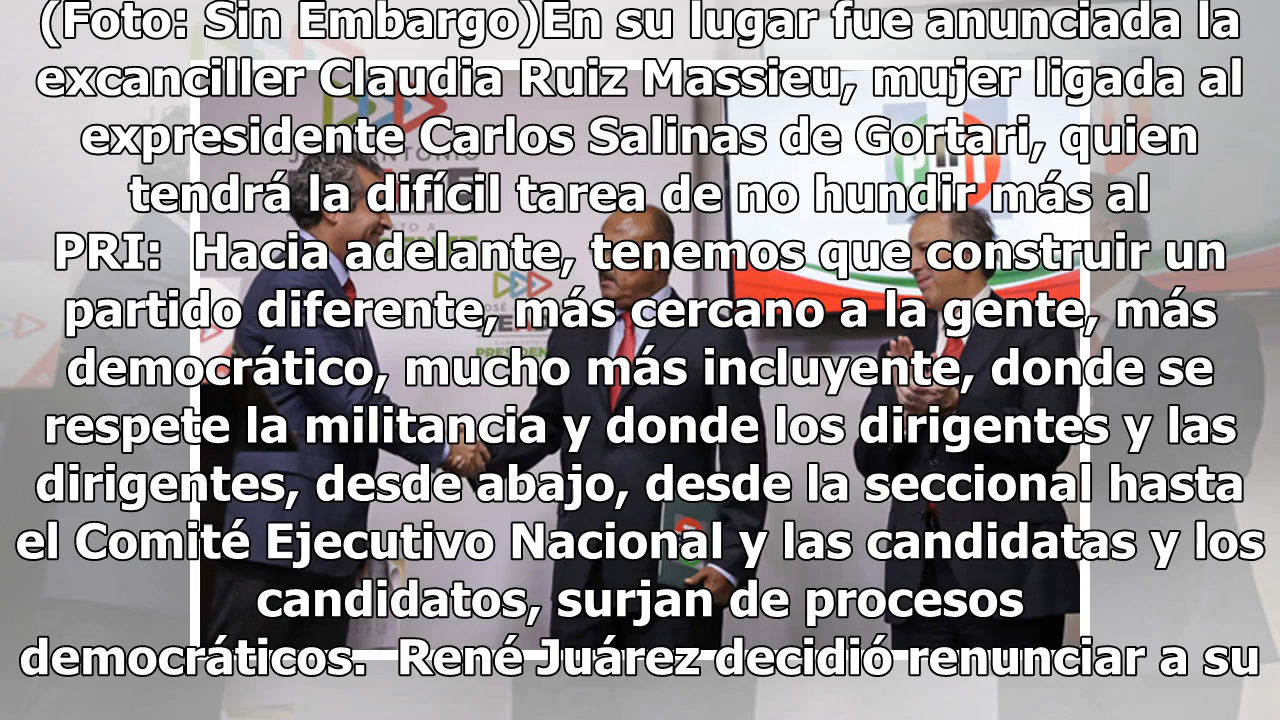 (Foto: Sin Embargo)En su lugar fue anunciada la
excanciller Claudia Ruiz Massieu, mujer ligada al
expresidente Carlos Salinas de Gortari, quien
tendrá la difícil tarea de no hundir más al
PRI:  Hacia adelante, tenemos que construir un
partido diferente, más cercano a la gente, más
democrático, mucho más incluyente, donde se
respete la militancia y donde los dirigentes y las
dirigentes, desde abajo, desde la seccional hasta
el Comité Ejecutivo Nacional y las candidatas y los
candidatos, surjan de procesos
democráticos.  René Juárez decidió renunciar a su